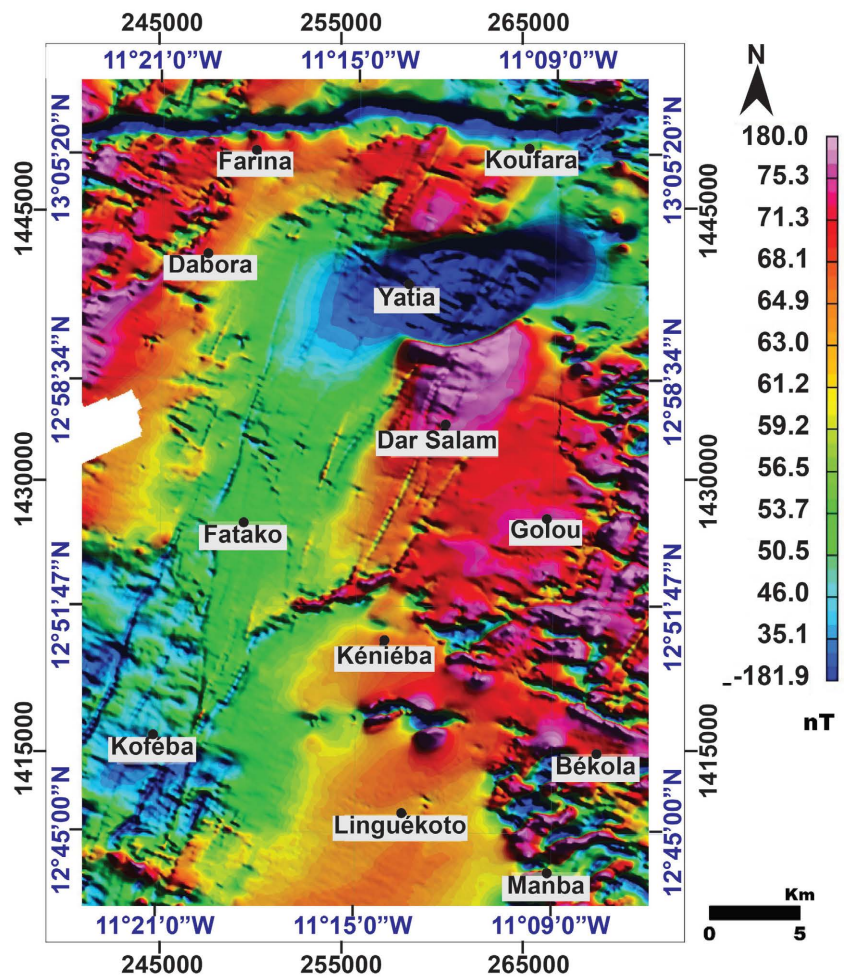 245000 255000 265000
11°21'0"W 11°15'0"W 11°09'0"W
N
13°05'20"N
13°05'20"N
1445000
1445000
Farina
Koufara
Dabora
Yatia
12°58'34"N
12°58'34"N
Dar Salam
1430000
1430000
Fatako
Golou
12°51'47"N
12°51'47"N
Kéniéba
Koféba
1415000
1415000
Békola
12°45'00"N
12°45'00"N
Linguékoto
Manba
180.0
75.3
71.3
68.1
64.9
63.0
61.2
59.2
56.5
53.7
50.5
46.0
35.1
-181.9
nT
Km
0 5
11°21'0"W 11°15'0"W 11°09'0"W
245000 255000 265000